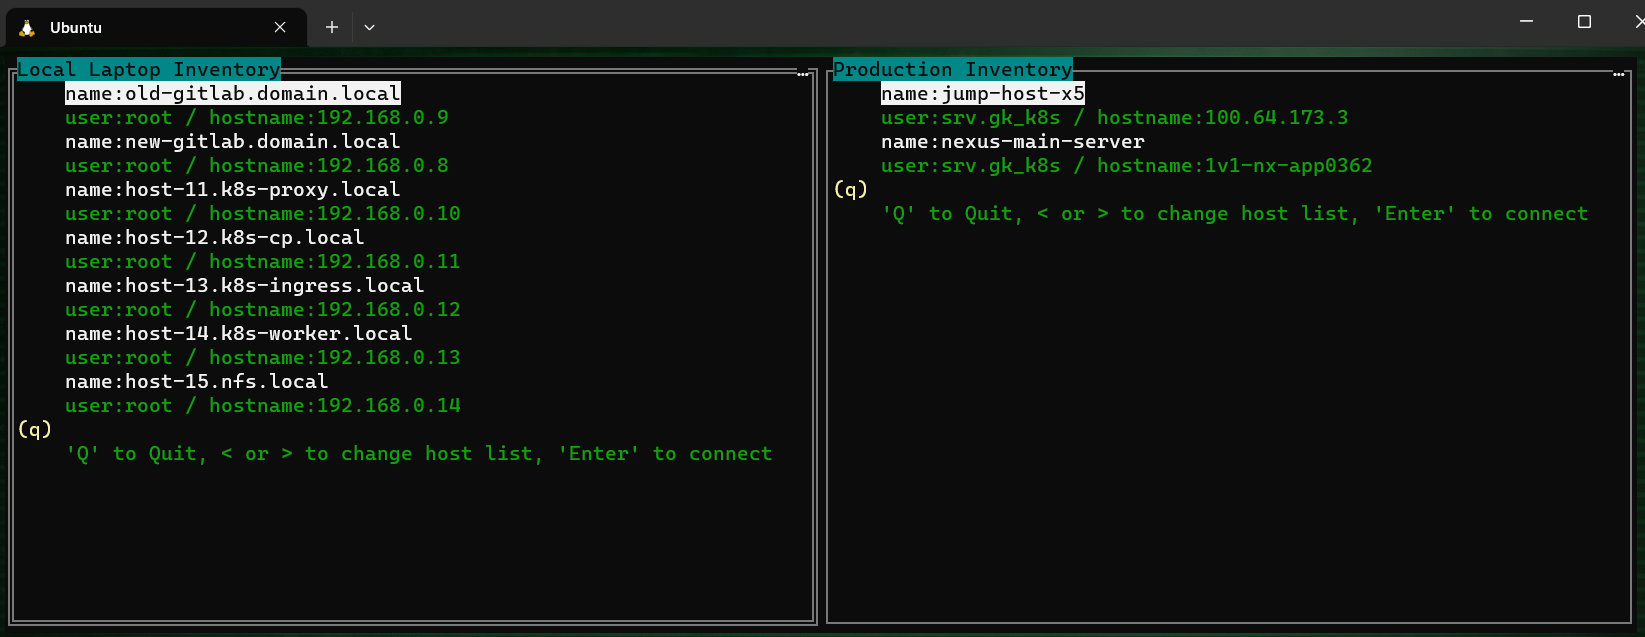 Ubuntu
Local Laptop Inventory
name:old-gitlab.domain.local
user:root / hostname:192.168.0.9
name:new-gitlab.domain.local
user:root / hostname:192.168.0.8
name:host-11.k8s-proxy.local
user:root / hostname:192.168.0.10
name:host-12.k8s-cp.local
user:root / hostname:192.168.0.11
name:host-13.k8s-ingress.local
user:root / hostname:192.168.0.12
name:host-14.k8s-worker.local
user:root / hostname:192.168.0.13
name:host-15.nfs.local
user:root / hostname:192.168.0.14
(q)
'Q' to Quit, < or > to change host list, 'Enter' to connect
Production Inventory
name:jump-host-x5
user:srv.gk_k8s / hostname:100.64.173.3
name:nexus-main-server
user:srv.gk_k8s / hostname:1v1-nx-app0362
(q)
'Q' to Quit, < or > to change host list, 'Enter' to connect